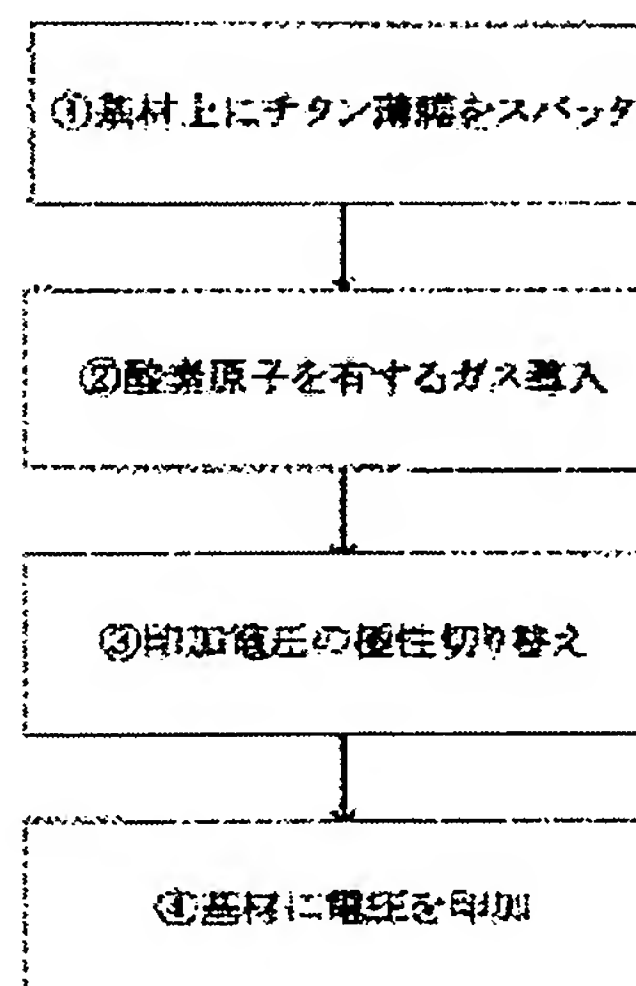 ①基材上にチタン薄膜をスパッタ
②酸素原子を有するガス導入
③印加電圧の極性切り替え
④基材に電圧を印加